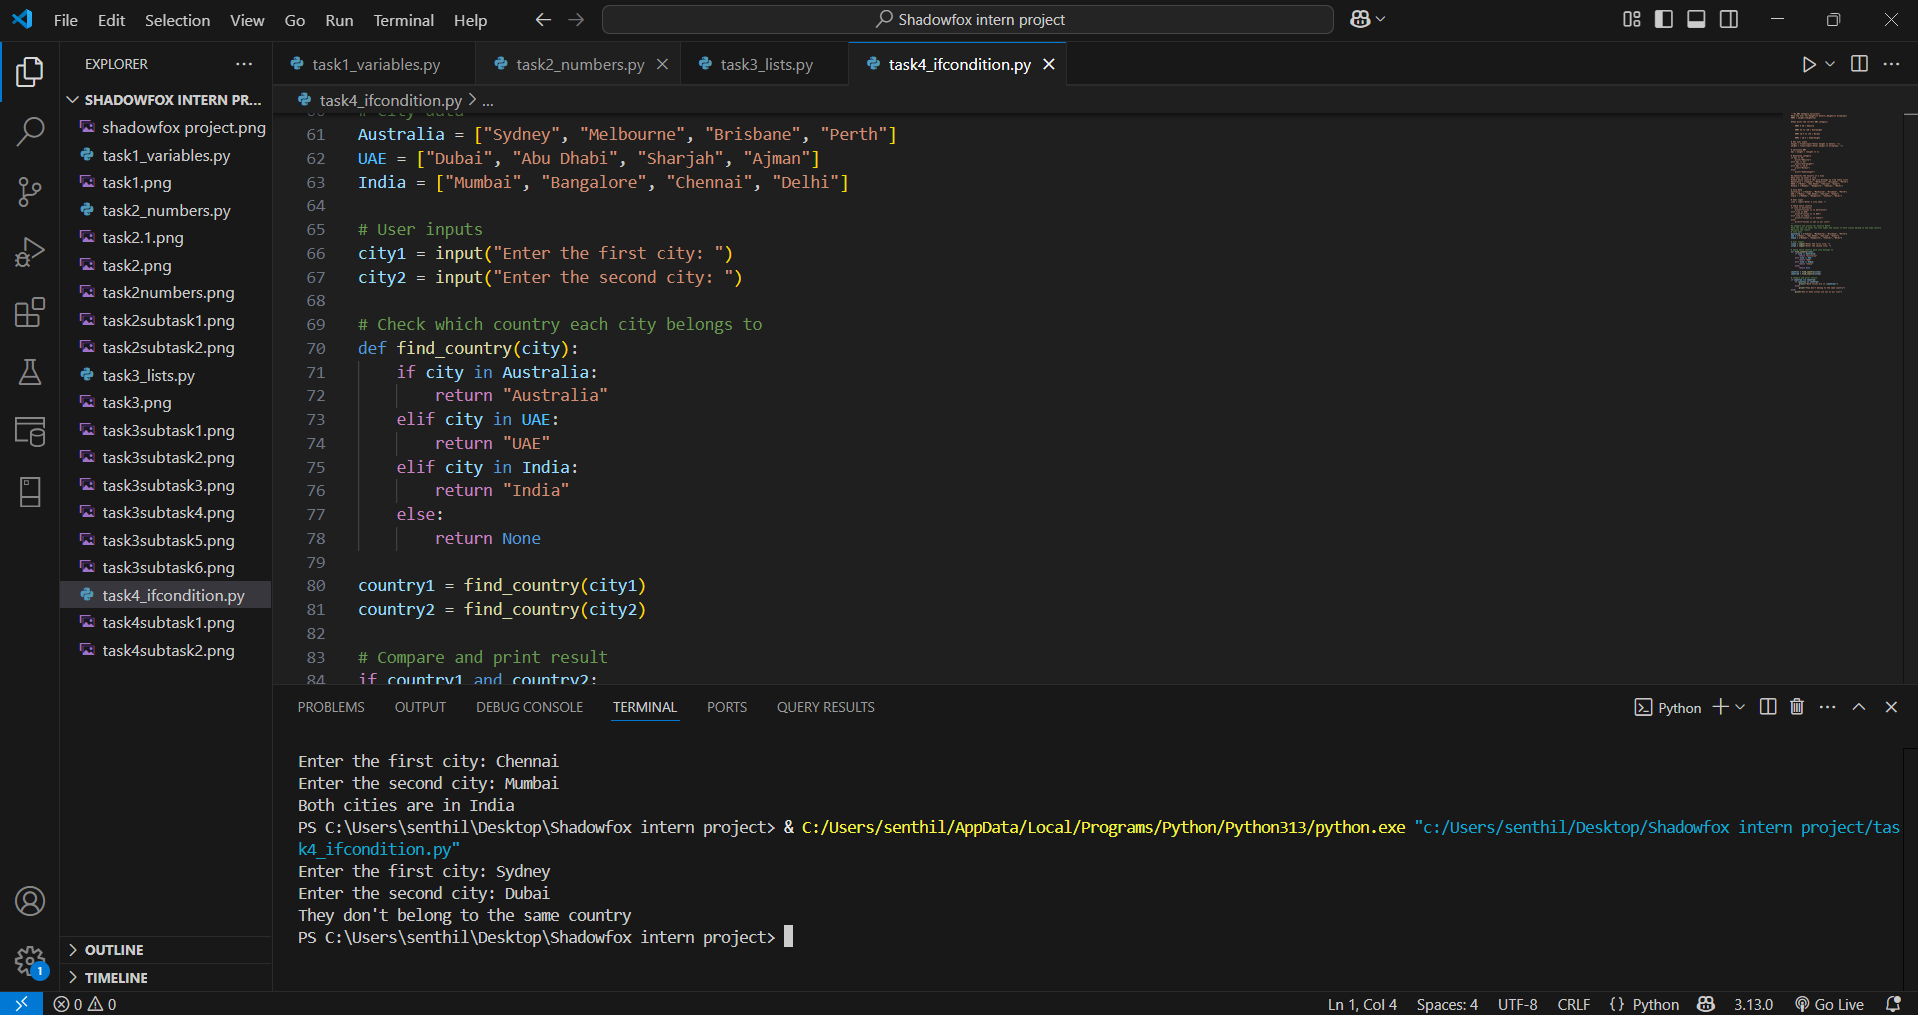 File Edit Selection View Go Run Terminal Help
Shadowfox intern project
EXPLORER
SHADOWFOX INTERN PR...
shadowfox project.png
task1_variables.py
task1.png
task2_numbers.py
task2.1.png
task2.png
task2numbers.png
task2subtask1.png
task2subtask2.png
task3_lists.py
task3.png
task3subtask1.png
task3subtask2.png
task3subtask3.png
task3subtask4.png
task3subtask5.png
task3subtask6.png
task4_ifcondition.py
task4subtask1.png
task4subtask2.png
OUTLINE
TIMELINE
task1_variables.py task2_numbers.py task3_lists.py task4_ifcondition.py
task4_ifcondition.py > ...
60 # City data
61 Australia = ["Sydney", "Melbourne", "Brisbane", "Perth"]
62 UAE = ["Dubai", "Abu Dhabi", "Sharjah", "Ajman"]
63 India = ["Mumbai", "Bangalore", "Chennai", "Delhi"]
64
65 # User inputs
66 city1 = input("Enter the first city: ")
67 city2 = input("Enter the second city: ")
68
69 # Check which country each city belongs to
70 def find_country(city):
71     if city in Australia:
72         return "Australia"
73     elif city in UAE:
74         return "UAE"
75     elif city in India:
76         return "India"
77     else:
78         return None
79
80 country1 = find_country(city1)
81 country2 = find_country(city2)
82
83 # Compare and print result
84 if country1 and country2:
PROBLEMS OUTPUT DEBUG CONSOLE TERMINAL PORTS QUERY RESULTS
Python
Enter the first city: Chennai
Enter the second city: Mumbai
Both cities are in India
PS C:\Users\senthil\Desktop\Shadowfox intern project> & C:/Users/senthil/AppData/Local/Programs/Python/Python313/python.exe "c:/Users/senthil/Desktop/Shadowfox intern project/tas
k4_ifcondition.py"
Enter the first city: Sydney
Enter the second city: Dubai
They don't belong to the same country
PS C:\Users\senthil\Desktop\Shadowfox intern project>
1
0 0 Ln 1, Col 4 Spaces: 4 UTF-8 CRLF {} Python 3.13.0 Go Live